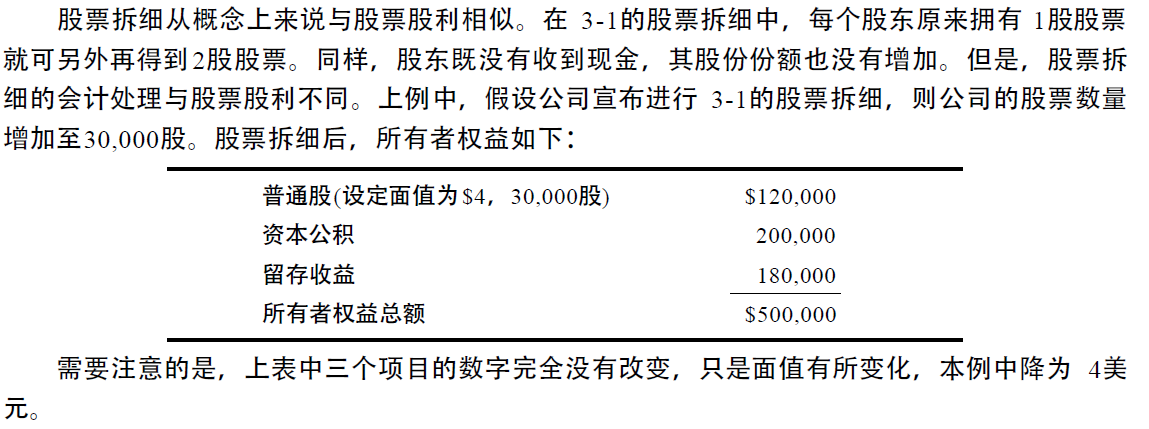 股票拆细从概念上来说与股票股利相似。在 3-1的股票拆细中，每个股东原来拥有 1股股票
就可另外再得到2股股票。同样，股东既没有收到现金，其股份份额也没有增加。但是，股票拆
细的会计处理与股票股利不同。上例中，假设公司宣布进行 3-1的股票拆细，则公司的股票数量
增加至30,000股。股票拆细后，所有者权益如下：
普通股(设定面值为$4，30,000股) $120,000
资本公积 200,000
留存收益 180,000
所有者权益总额 $500,000
需要注意的是，上表中三个项目的数字完全没有改变，只是面值有所变化，本例中降为 4美
元。